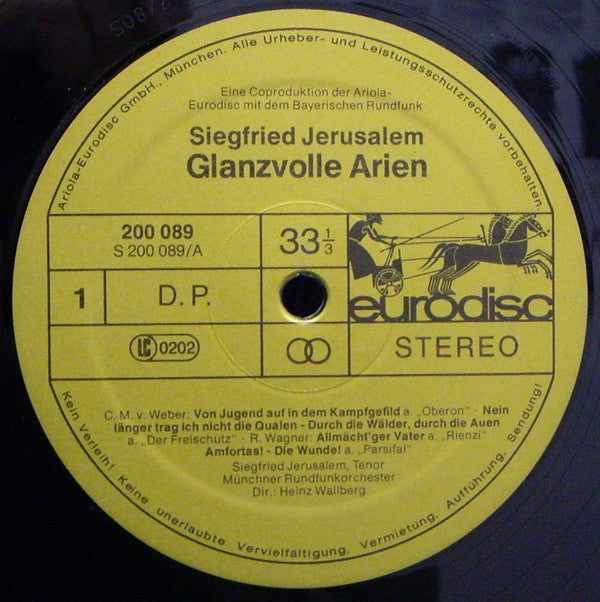 Ariola-Eurodisc GmbH., München. Alle Urheber- und Leistungsschutzrechte vorbehalten.
Eine Coproduktion der Ariola-
Eurodisc mit dem Bayerischen Rundfunk
Siegfried Jerusalem
Glanzvolle Arien
200 089
S 200 089/A
33 1/3
1
D. P.
eurodisc
LC 0202
STEREO
C. M. v. Weber: Von Jugend auf in dem Kampfgefild a. „Oberon" · Nein
länger trag ich nicht die Qualen - Durch die Wälder, durch die Auen
a. „Der Freischütz" · R. Wagner: Allmächt'ger Vater a. „Rienzi"
Amfortas! - Die Wunde! a. „Parsifal"
Siegfried Jerusalem, Tenor
Münchner Rundfunkorchester
Dir.: Heinz Wallberg
Kein Verleih! Keine unerlaubte Vervielfältigung, Vermietung, Aufführung, Sendung!